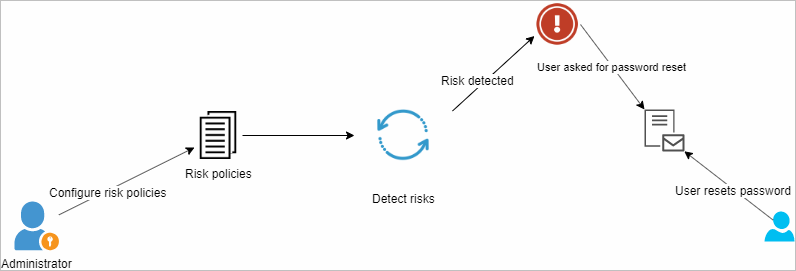 User asked for password reset
Risk detected
Risk policies
Configure risk policies
User resets password
Detect risks
Administrator